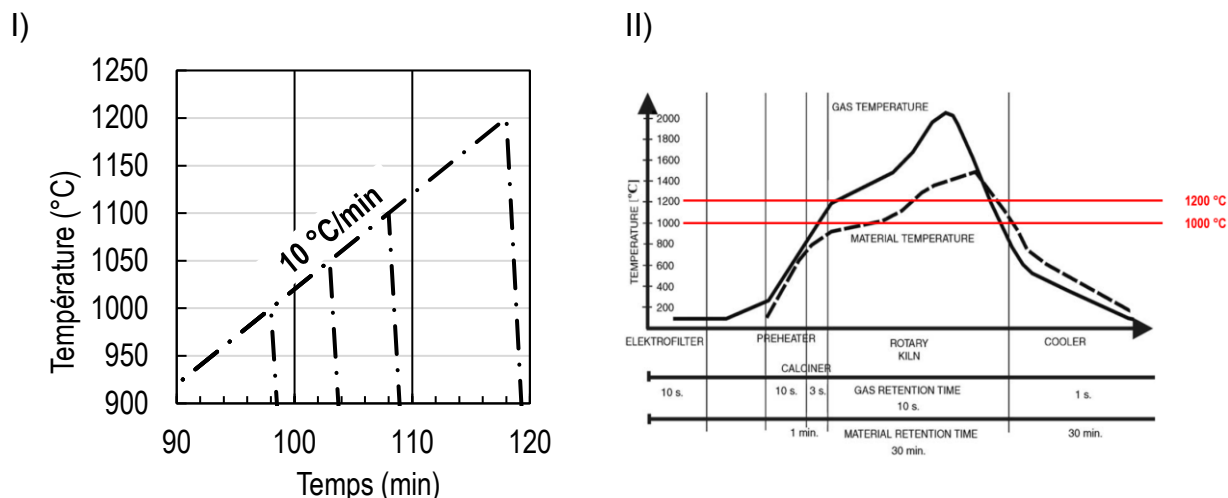 I)
II)
Température (°C)
1250
1200
1150
1100
1050
1000
950
900
10 °C/min
90
100
110
120
Temps (min)
TEMPERATURE [°C]
2000
1800
1600
1400
1200
1000
800
600
400
200
GAS TEMPERATURE
MATERIAL TEMPERATURE
1200 °C
1000 °C
ELEKTROFILTER
PREHEATER
ROTARY
KILN
COOLER
CALCINER
10 s.
10 s.
3 s.
GAS RETENTION TIME
10 s.
1 s.
1 min.
MATERIAL RETENTION TIME
30 min.
30 min.